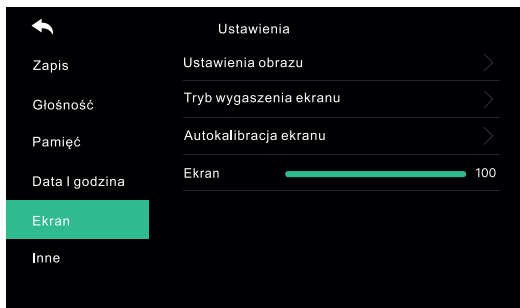 Ustawienia
Zapis
Głośność
Pamięć
Data I godzina
Ekran
Inne
Ustawienia obrazu
Tryb wygaszenia ekranu
Autokalibracja ekranu
Ekran 100